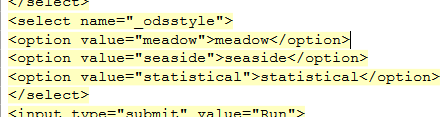 </select>
<select name="_odsstyle">
<option value="meadow">meadow</option>
<option value="seaside">seaside</option>
<option value="statistical">statistical</option>
</select>
<input type="submit" value="Run">